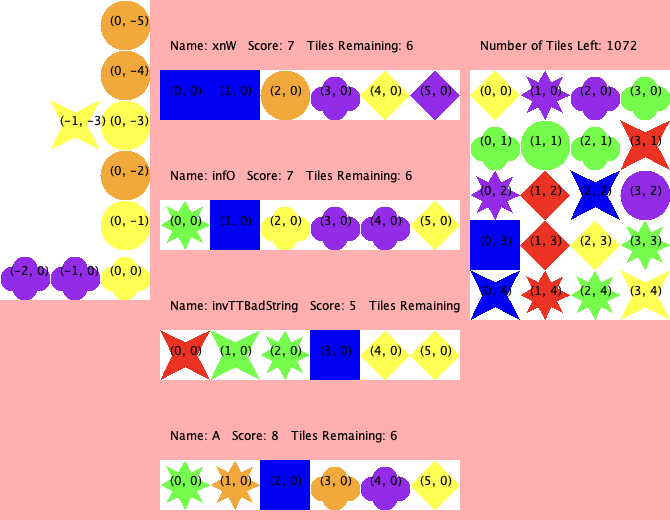 (0, -5)
(0, -4)
(-1, -3) (0, -3)
(0, -2)
(0, -1)
(-2, 0) (-1, 0) (0, 0)
Name: xnW Score: 7 Tiles Remaining: 6
(0, 0) (1, 0) (2, 0) (3, 0) (4, 0) (5, 0)
Name: infO Score: 7 Tiles Remaining: 6
(0, 0) (1, 0) (2, 0) (3, 0) (4, 0) (5, 0)
Name: invTTBadString Score: 5 Tiles Remaining
(0, 0) (1, 0) (2, 0) (3, 0) (4, 0) (5, 0)
Name: A Score: 8 Tiles Remaining: 6
(0, 0) (1, 0) (2, 0) (3, 0) (4, 0) (5, 0)
Number of Tiles Left: 1072
(0, 0) (1, 0) (2, 0) (3, 0)
(0, 1) (1, 1) (2, 1) (3, 1)
(0, 2) (1, 2) (2, 2) (3, 2)
(0, 3) (1, 3) (2, 3) (3, 3)
(0, 4) (1, 4) (2, 4) (3, 4)